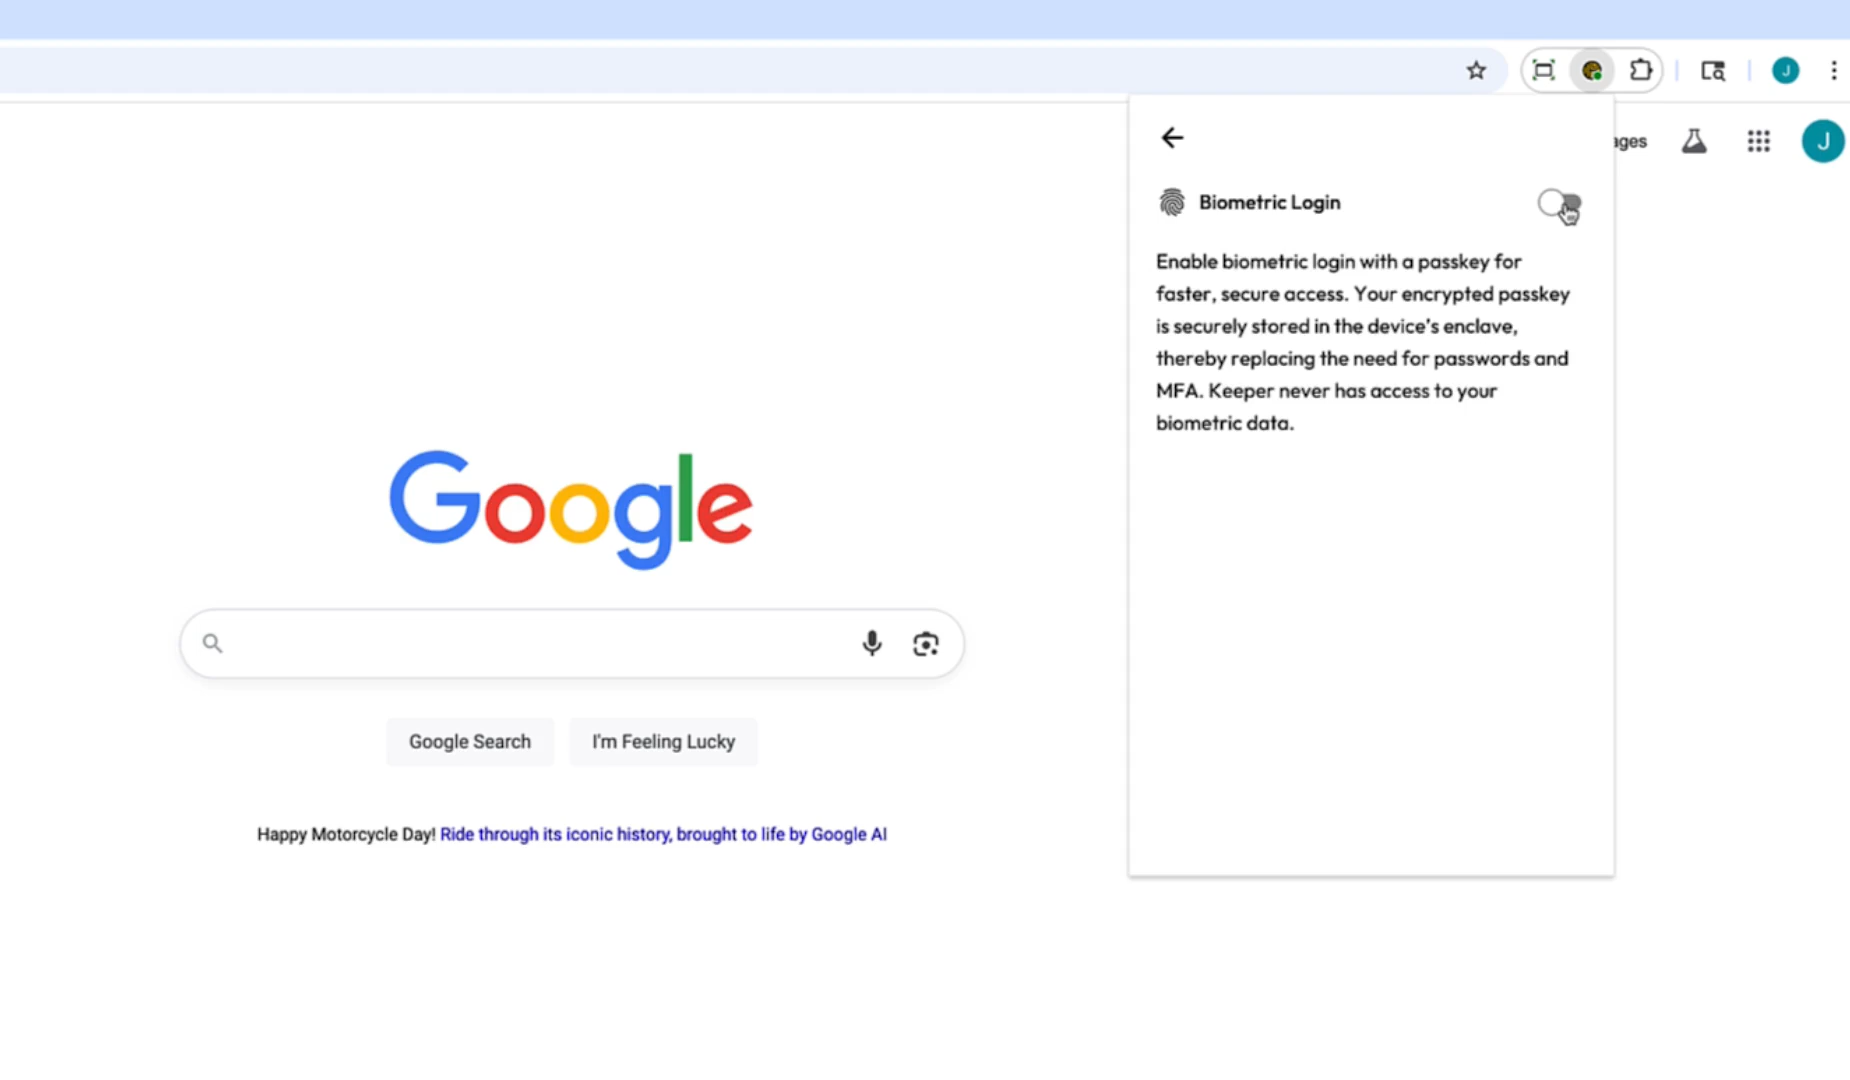 J
ages
J
Biometric Login
Enable biometric login with a passkey for
faster, secure access. Your encrypted passkey
is securely stored in the device's enclave,
thereby replacing the need for passwords and
MFA. Keeper never has access to your
biometric data.
Google
Google Search
I'm Feeling Lucky
Happy Motorcycle Day! Ride through its iconic history, brought to life by Google AI